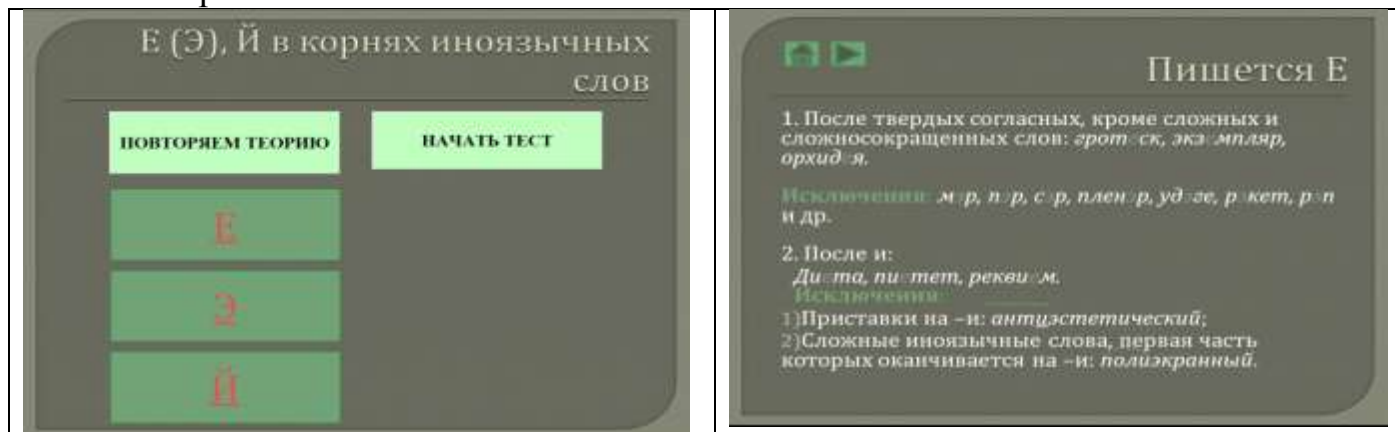 Е (Э), Й в корнях иноязычных
слов
ПОВТОРЯЕМ ТЕОРИЮ
НАЧАТЬ ТЕСТ
Е
Э
Й
Пишется Е
1. После твердых согласных, кроме сложных и
сложносокращенных слов: грот ск, экз мпляр,
орхид я.
Исключения: м р, п р, с р, плен р, уд ге, р кет, р п
и др.
2. После и:
Ди та, пи тет, рекви м.
Исключения:
1)Приставки на –и: антиэстетический;
2)Сложные иноязычные слова, первая часть
которых оканчивается на –и: полиэкранный.